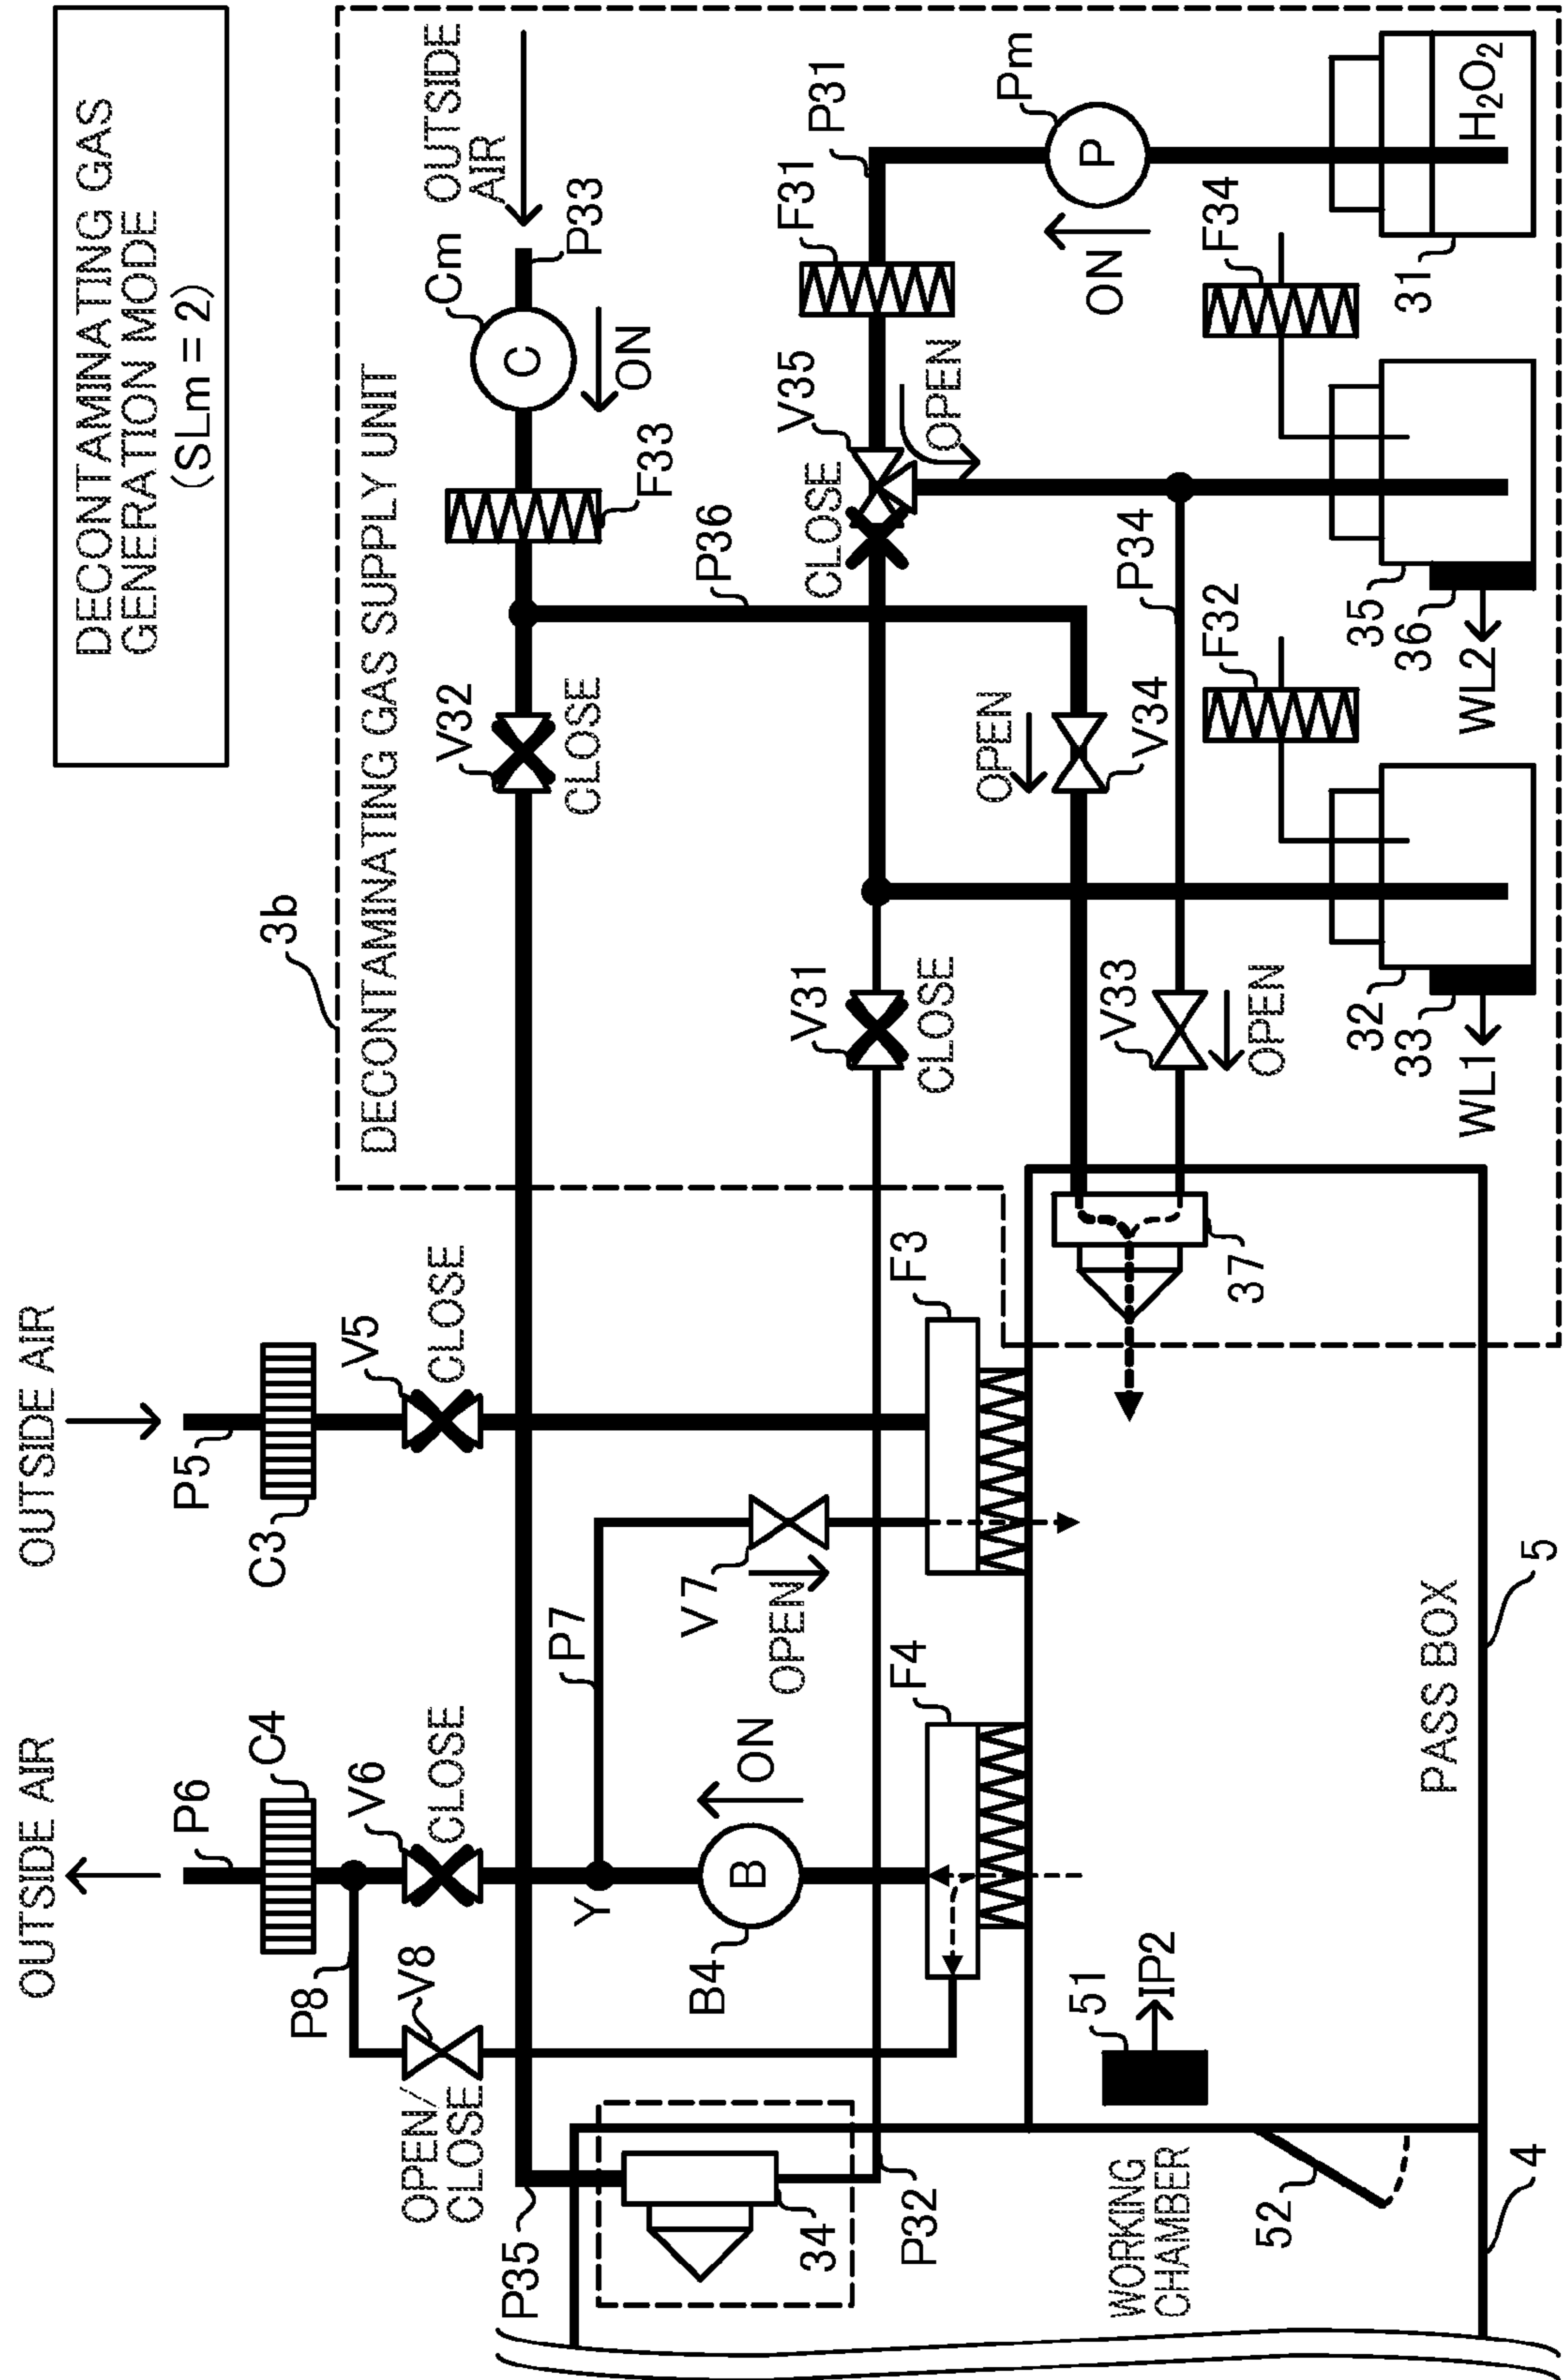 DECONTAMINATING GAS
GENERATION MODE
(SLm = 2)
OUTSIDE AIR
OUTSIDE AIR
P6
C4
P8
V6
CLOSE
V8
OPEN/
CLOSE
P5
C3
V5
CLOSE
3b
DECONTAMINATING GAS SUPPLY UNIT
OUTSIDE
AIR
Cm
C
P33
ON
F33
V32
CLOSE
P36
P35
Y
P7
B
B4
ON
V7
OPEN
F4
F3
34
P32
V31
CLOSE
CLOSE
V35
OPEN
F31
P31
Pm
P
ON
OPEN
V34
P34
V33
OPEN
37
F32
F34
32
33
WL1
35
36
WL2
31
H₂O₂
WORKING
CHAMBER
51
IP2
52
PASS BOX
4
5